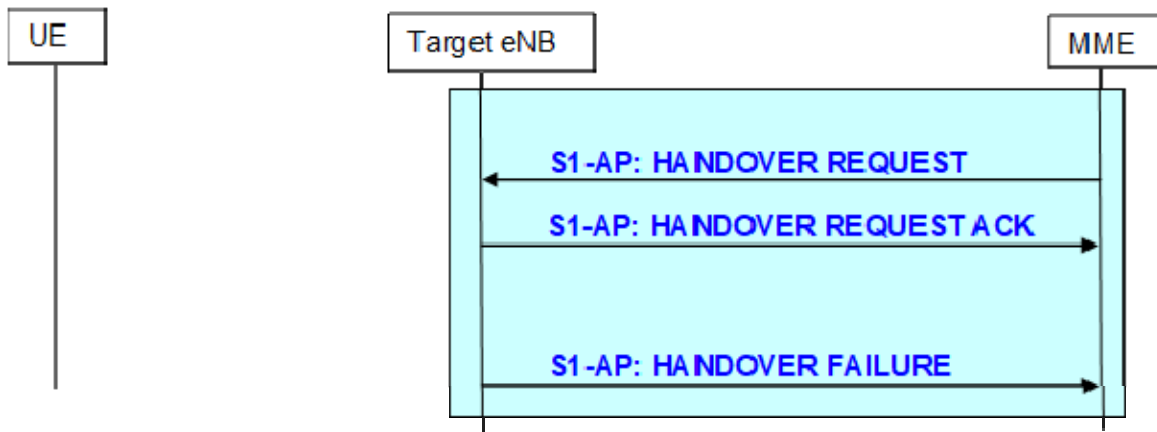 UE
Target eNB
MME
S1-AP: HANDOVER REQUEST
S1-AP: HANDOVER REQUEST ACK
S1-AP: HANDOVER FAILURE